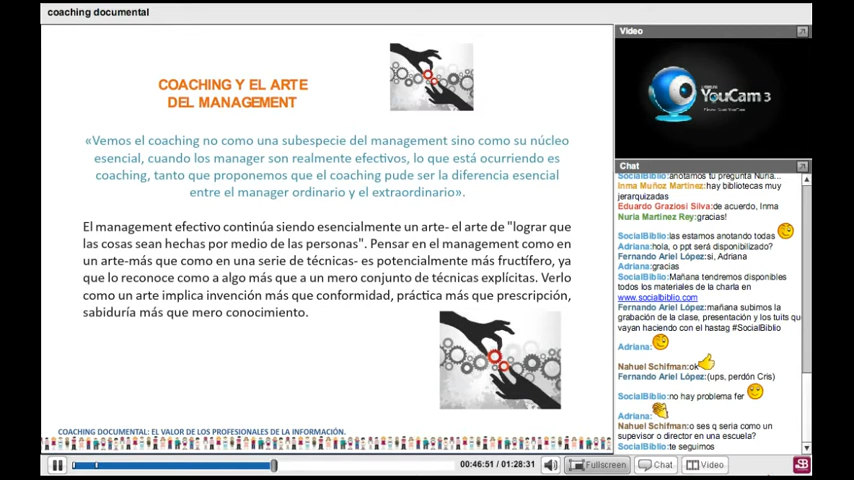 coaching documental
COACHING Y EL ARTE
DEL MANAGEMENT
«Vemos el coaching no como una subespecie del management sino como su núcleo
esencial, cuando los manager son realmente efectivos, lo que está ocurriendo es
coaching, tanto que proponemos que el coaching pude ser la diferencia esencial
entre el manager ordinario y el extraordinario».
El management efectivo continúa siendo esencialmente un arte- el arte de "lograr que
las cosas sean hechas por medio de las personas". Pensar en el management como en
un arte-más que como en una serie de técnicas- es potencialmente más fructífero, ya
que lo reconoce como a algo más que a un mero conjunto de técnicas explícitas. Verlo
como un arte implica invención más que conformidad, práctica más que prescripción,
sabiduría más que mero conocimiento.
COACHING DOCUMENTAL: EL VALOR DE LOS PROFESIONALES DE LA INFORMACIÓN.
Video
YouCam 3
Chat
SocialBiblio:anotamos tu pregunta Nuria...
Inma Muñoz Martinez:hay bibliotecas muy
jerarquizadas
Eduardo Graziosi Silva:de acuerdo, Inma
Nuria Martinez Rey:gracias!
SocialBiblio:las estamos anotando todas
Adriana:hola, o ppt será disponibilizado?
Fernando Ariel López:si, Adriana
Adriana:gracias
SocialBiblio:Mañana tendremos disponibles
todos los materiales de la charla en
www.socialbiblio.com
Fernando Ariel López:mañana subimos la
grabación de la clase, presentación y los tuits que
vayan haciendo con el hastag #SocialBiblio
Adriana:
Nahuel Schifman:ok
Fernando Ariel López:(ups, perdón Cris)
SocialBiblio:no hay problema fer
Adriana:
Nahuel Schifman:o ses q seria como un
supevisor o director en una escuela?
SocialBiblio:te seguimos
00:46:51 / 01:28:31
Fullscreen
Chat
Video
SB